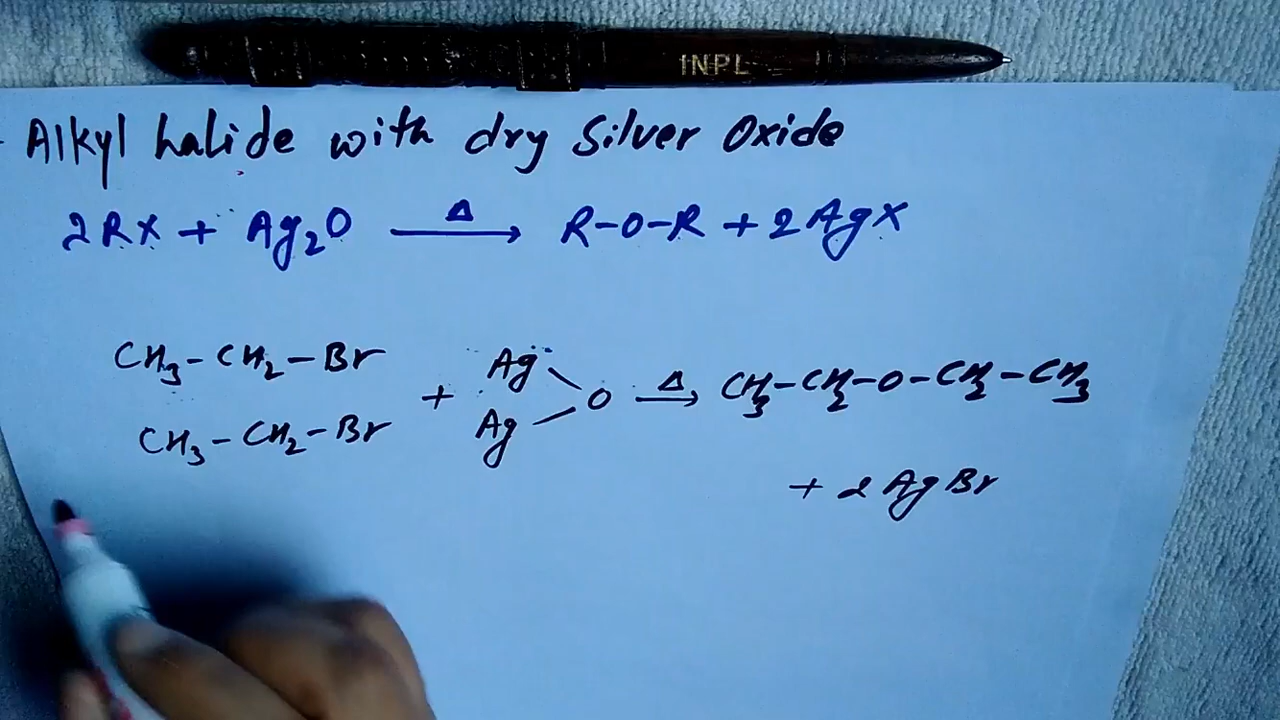 INPL
Alkyl halide with dry Silver Oxide
2RX + Ag₂O ⟶ Δ R-O-R + 2AgX
CH₃-CH₂-Br
CH₃-CH₂-Br
+ Ag
Ag
O ⟶ Δ CH₃-CH₂-O-CH₂-CH₃
+ 2AgBr